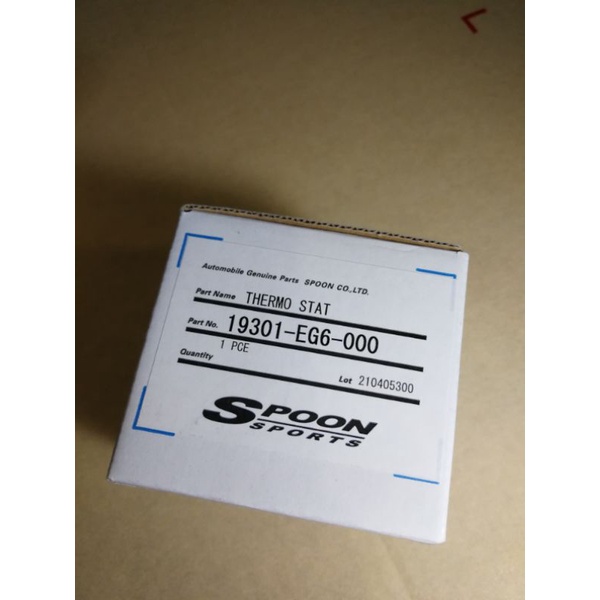 Automobile Genuine Parts SPOON CO.,LTD.
Part Name THERMO STAT
Part No. 19301-EG6-000
1 PCE
Quantity
Lot 210405300
SPOON
SPORTS